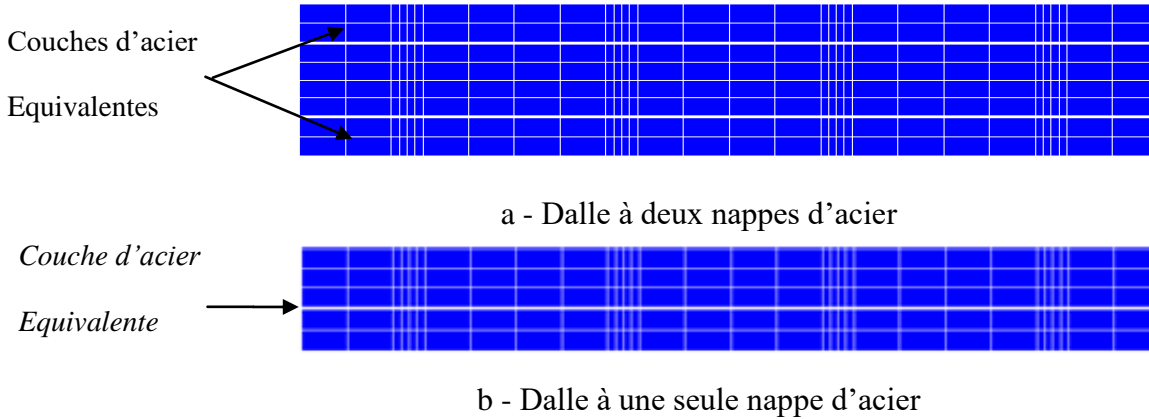 Couches d’acier
Equivalentes
a - Dalle à deux nappes d’acier
Couche d’acier
Equivalente
b - Dalle à une seule nappe d’acier